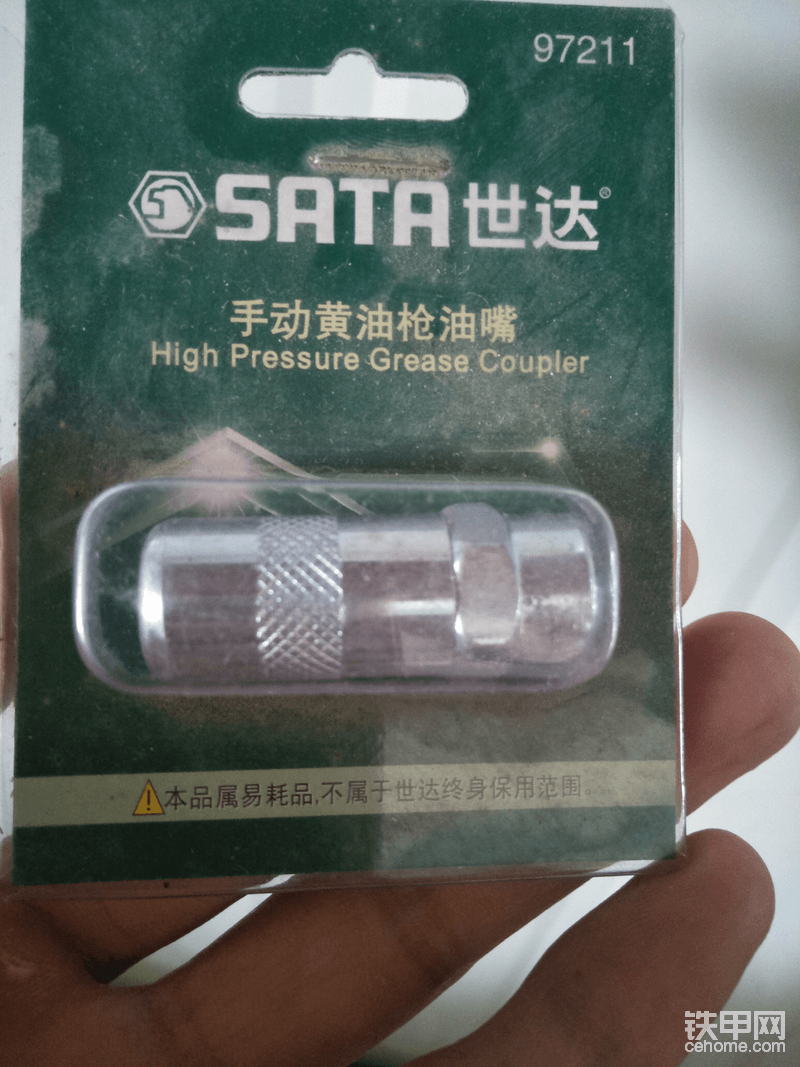 97211
SATA世达®
手动黄油枪油嘴
High Pressure Grease Coupler
本品属易耗品,不属于世达终身保用范围。
铁甲网
cehome.com